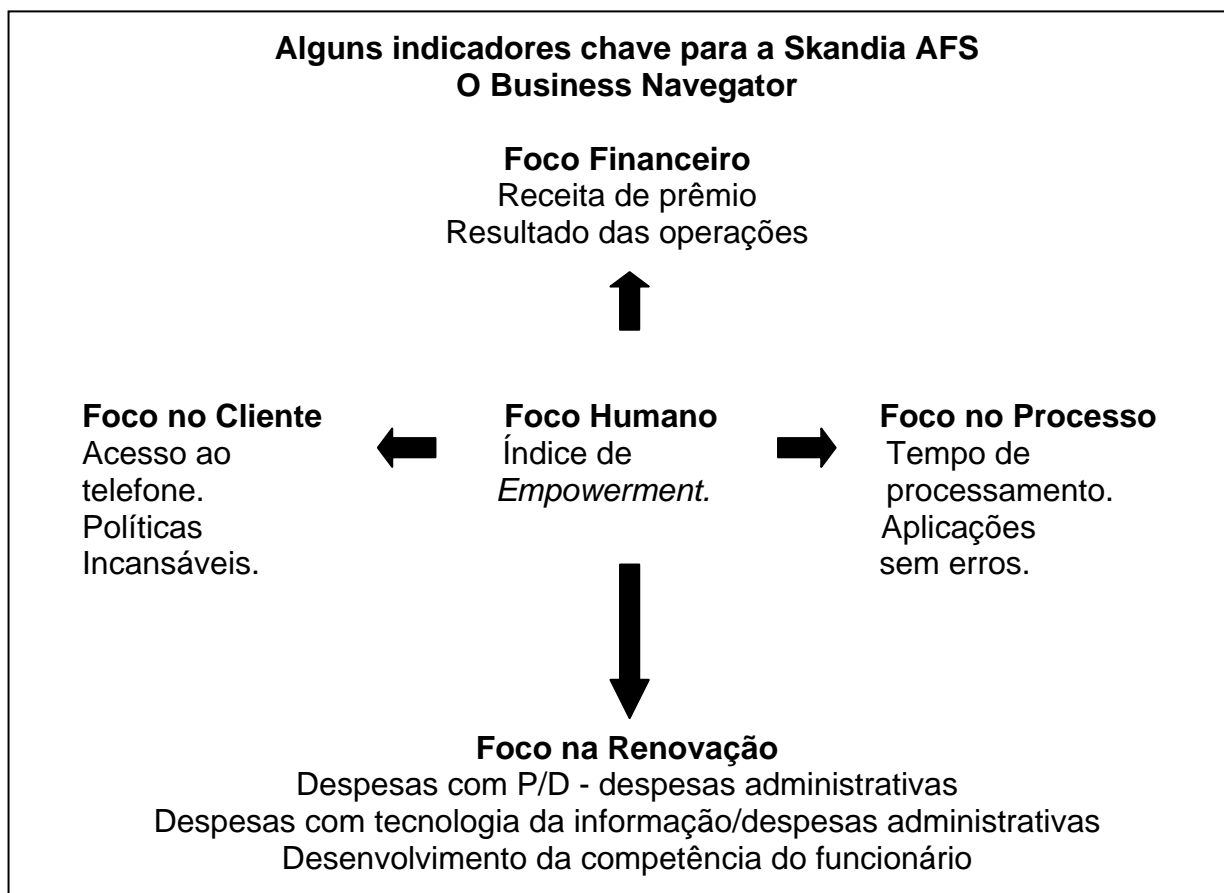 Alguns indicadores chave para a Skandia AFS
O Business Navegator
Foco Financeiro
Receita de prêmio
Resultado das operações
Foco no Cliente
Acesso ao
telefone.
Políticas
Incansáveis.
Foco Humano
Índice de
Empowerment.
Foco no Processo
Tempo de
processamento.
Aplicações
sem erros.
Foco na Renovação
Despesas com P/D - despesas administrativas
Despesas com tecnologia da informação/despesas administrativas
Desenvolvimento da competência do funcionário